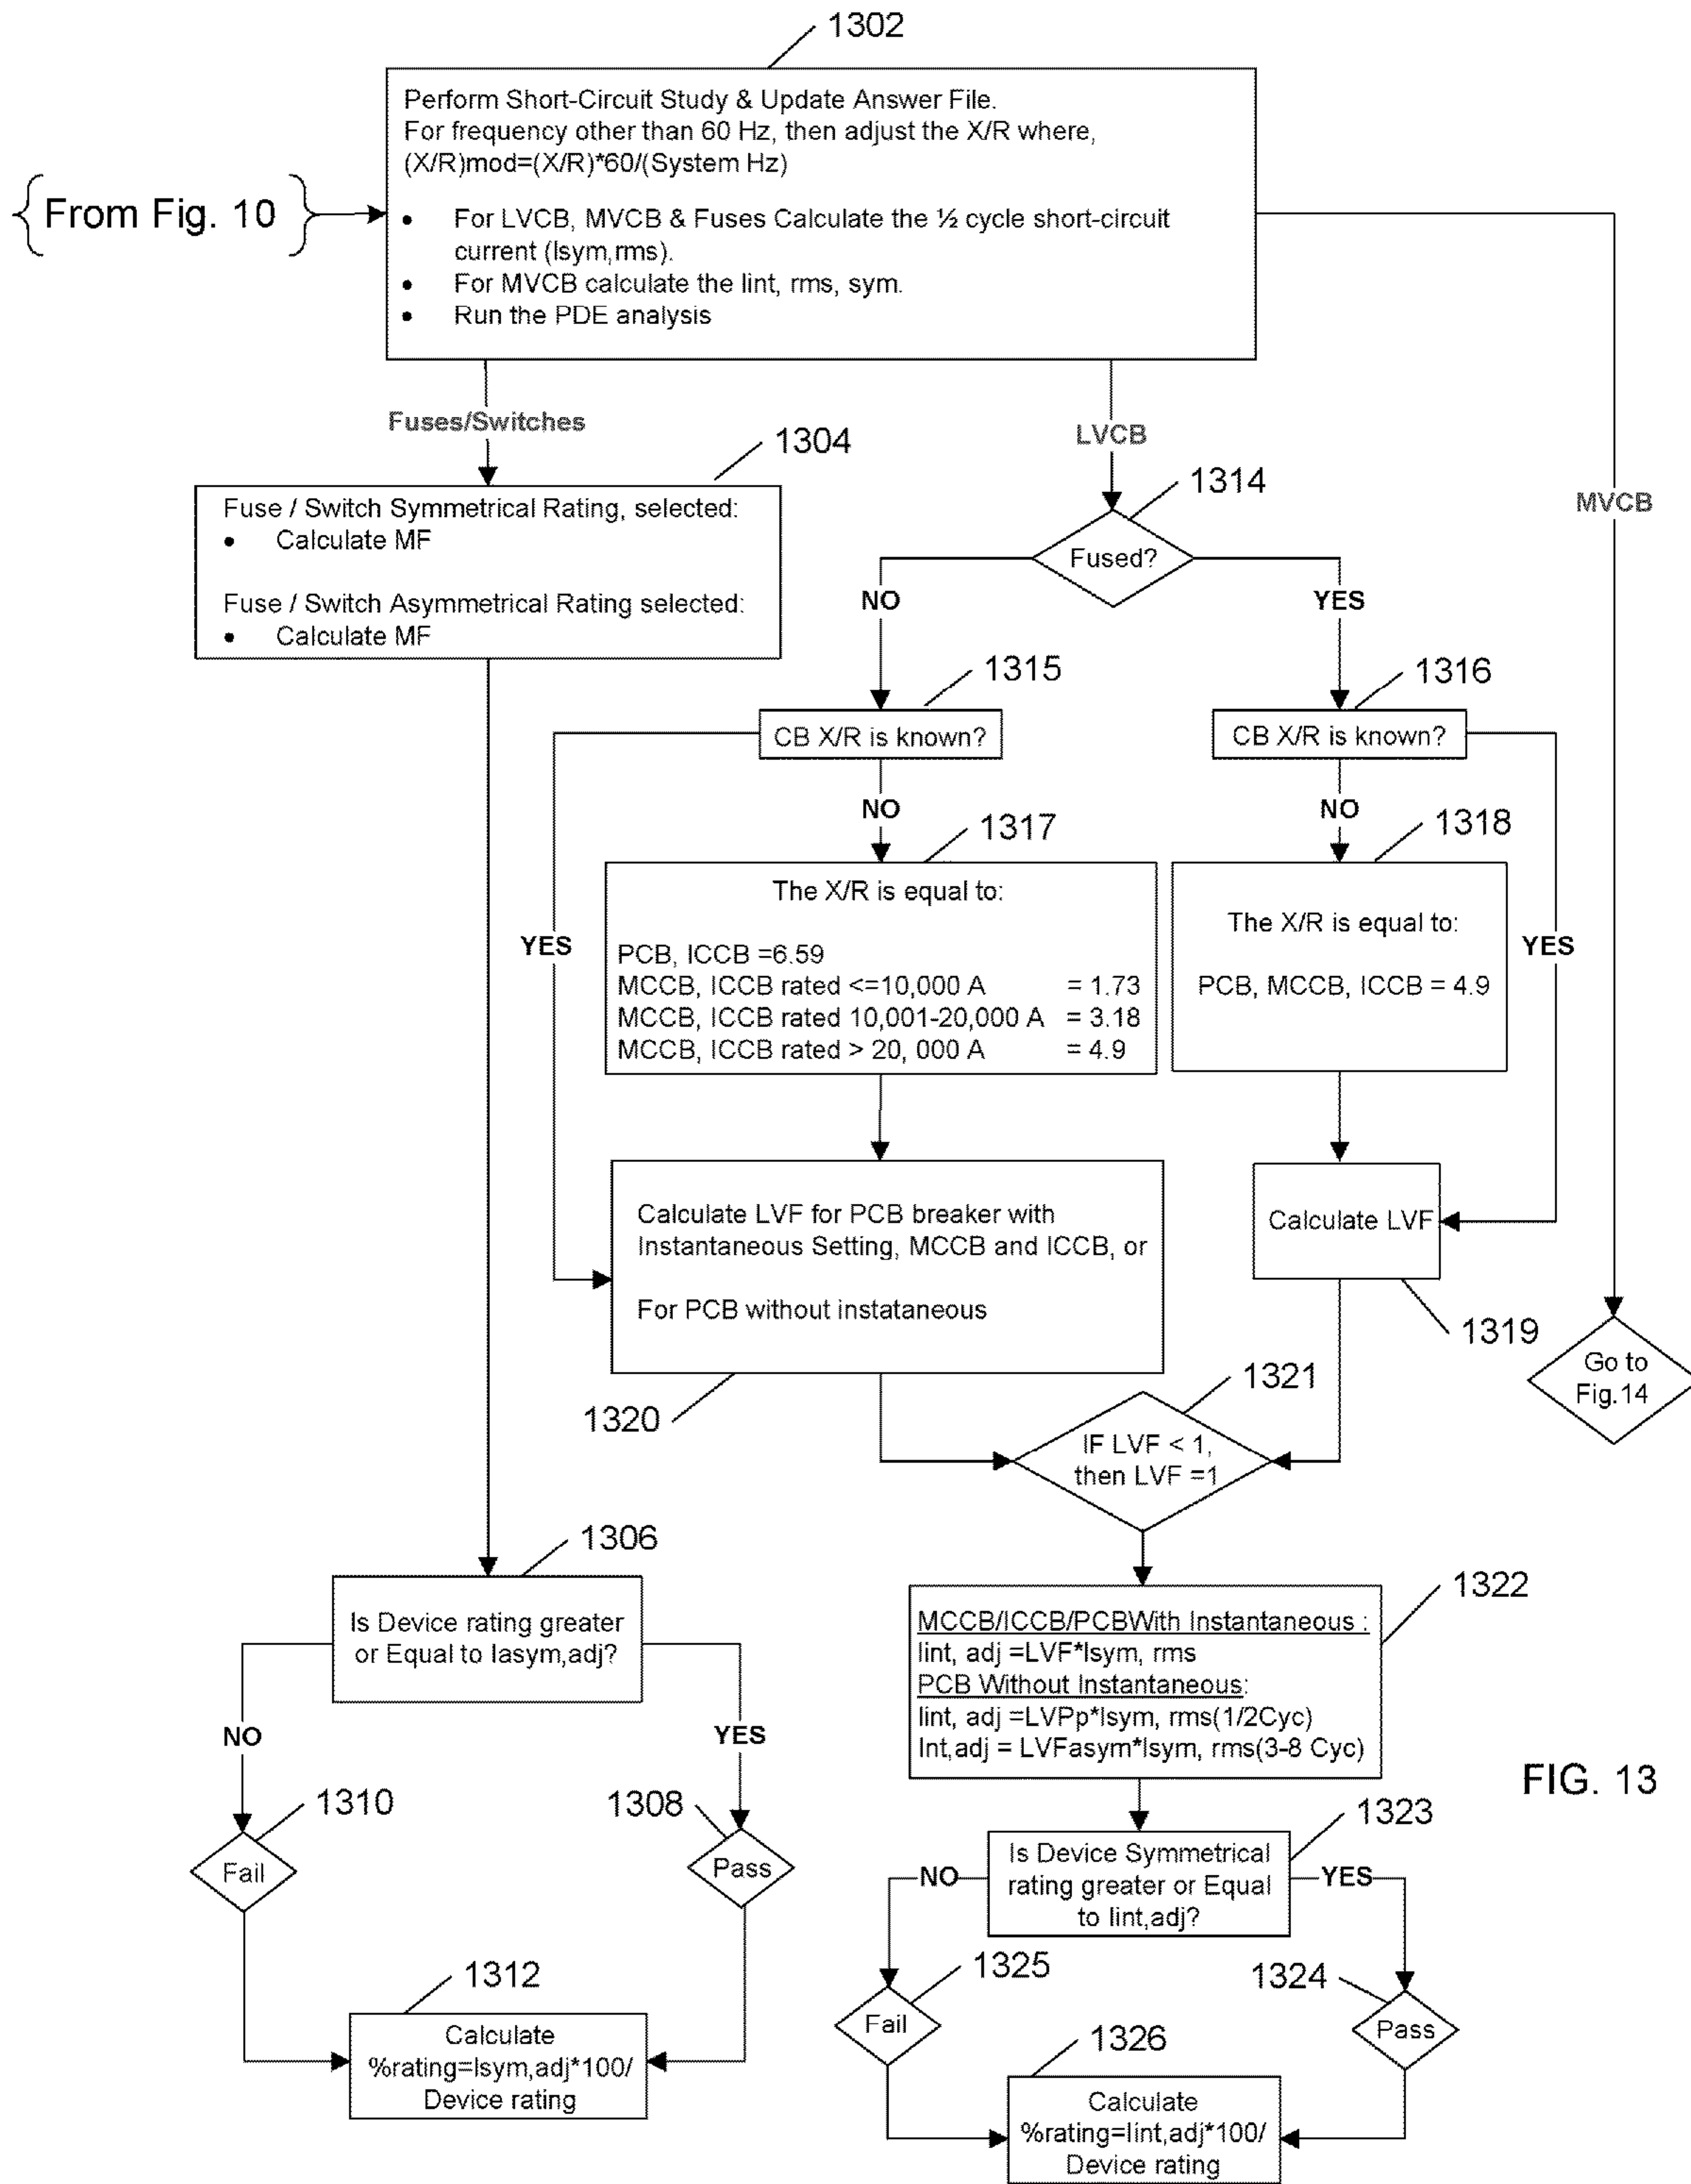 1302
Perform Short-Circuit Study & Update Answer File.
For frequency other than 60 Hz, then adjust the X/R where,
(X/R)mod=(X/R)*60/(System Hz)
• For LVCB, MVCB & Fuses Calculate the ½ cycle short-circuit
current (Isym,rms).
• For MVCB calculate the Iint, rms, sym.
• Run the PDE analysis
{From Fig. 10}
Fuses/Switches
LVCB
MVCB
1304
Fuse / Switch Symmetrical Rating, selected:
• Calculate MF
Fuse / Switch Asymmetrical Rating selected:
• Calculate MF
1314
Fused?
NO
YES
1315
CB X/R is known?
1316
CB X/R is known?
NO
NO
YES
YES
1317
The X/R is equal to:
PCB, ICCB =6.59
MCCB, ICCB rated <=10,000 A = 1.73
MCCB, ICCB rated 10,001-20,000 A = 3.18
MCCB, ICCB rated > 20, 000 A = 4.9
1318
The X/R is equal to:
PCB, MCCB, ICCB = 4.9
Calculate LVF for PCB breaker with
Instantaneous Setting, MCCB and ICCB, or
For PCB without instataneous
1320
Calculate LVF
1319
Go to
Fig.14
1321
IF LVF < 1,
then LVF =1
1306
Is Device rating greater
or Equal to Iasym,adj?
NO
YES
1310
Fail
1308
Pass
1312
Calculate
%rating=Isym,adj*100/
Device rating
1322
MCCB/ICCB/PCBWith Instantaneous :
Iint, adj =LVF*Isym, rms
PCB Without Instantaneous:
Iint, adj =LVPp*Isym, rms(1/2Cyc)
Int,adj = LVFasym*Isym, rms(3-8 Cyc)
1323
Is Device Symmetrical
rating greater or Equal
to Iint,adj?
NO
YES
1325
Fail
1324
Pass
1326
Calculate
%rating=Iint,adj*100/
Device rating
FIG. 13